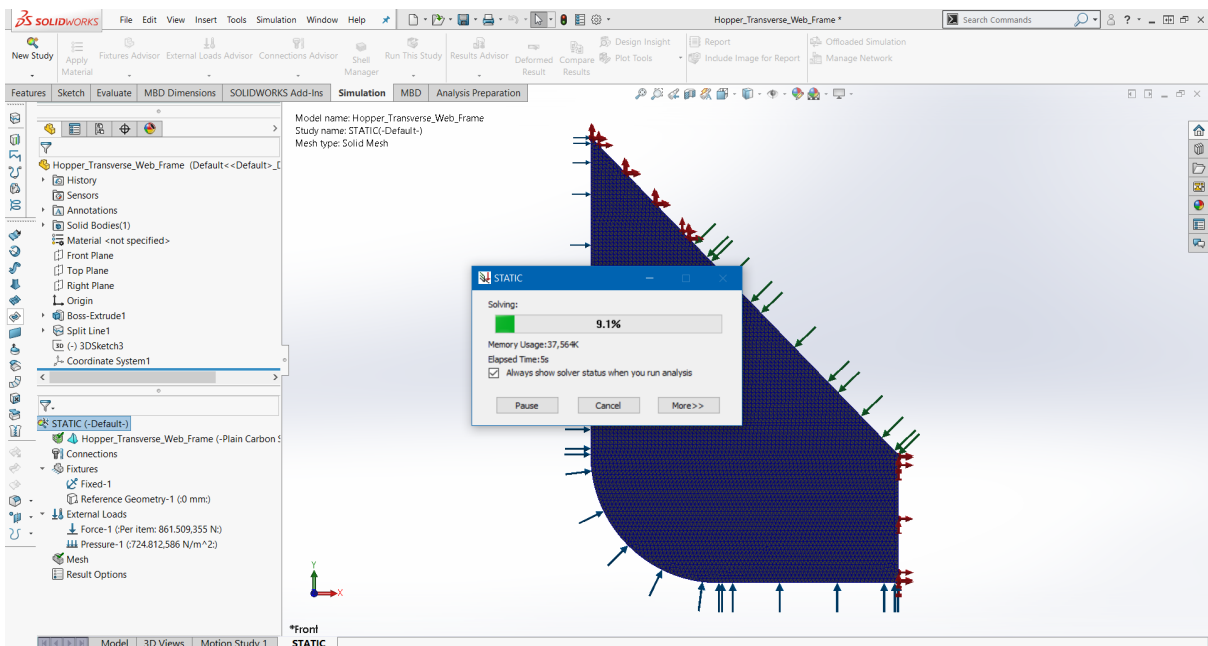 SOLIDWORKS File Edit View Insert Tools Simulation Window Help Hopper_Transverse_Web_Frame * Search Commands ?
New Study Apply Material Fixtures Advisor External Loads Advisor Connections Advisor Shell Manager Run This Study Results Advisor Deformed Result Compare Results Design Insight Plot Tools Report Include Image for Report Offloaded Simulation Manage Network
Features Sketch Evaluate MBD Dimensions SOLIDWORKS Add-Ins Simulation MBD Analysis Preparation
Model name: Hopper_Transverse_Web_Frame
Study name: STATIC(-Default-)
Mesh type: Solid Mesh
Hopper_Transverse_Web_Frame (Default<<Default>_D
History
Sensors
Annotations
Solid Bodies(1)
Material <not specified>
Front Plane
Top Plane
Right Plane
Origin
Boss-Extrude1
Split Line1
3D (-) 3DSketch3
Coordinate System1
STATIC (-Default-)
Hopper_Transverse_Web_Frame (-Plain Carbon S
Connections
Fixtures
Fixed-1
Reference Geometry-1 (:0 mm:)
External Loads
Force-1 (:Per item: 861.509,355 N:)
Pressure-1 (:724.812,586 N/m^2:)
Mesh
Result Options
STATIC
Solving:
9.1%
Memory Usage:37,564K
Elapsed Time:5s
Always show solver status when you run analysis
Pause Cancel More>>
Y
X
*Front
Model 3D Views Motion Study 1 STATIC